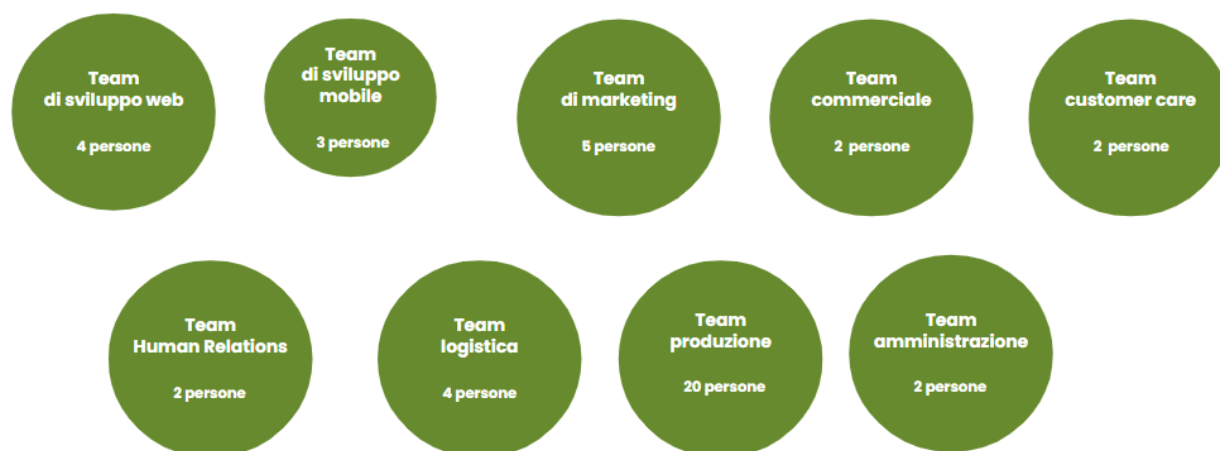 Team
di sviluppo web
4 persone
Team
di sviluppo
mobile
3 persone
Team
di marketing
5 persone
Team
commerciale
2 persone
Team
customer care
2 persone
Team
Human Relations
2 persone
Team
logistica
4 persone
Team
produzione
20 persone
Team
amministrazione
2 persone